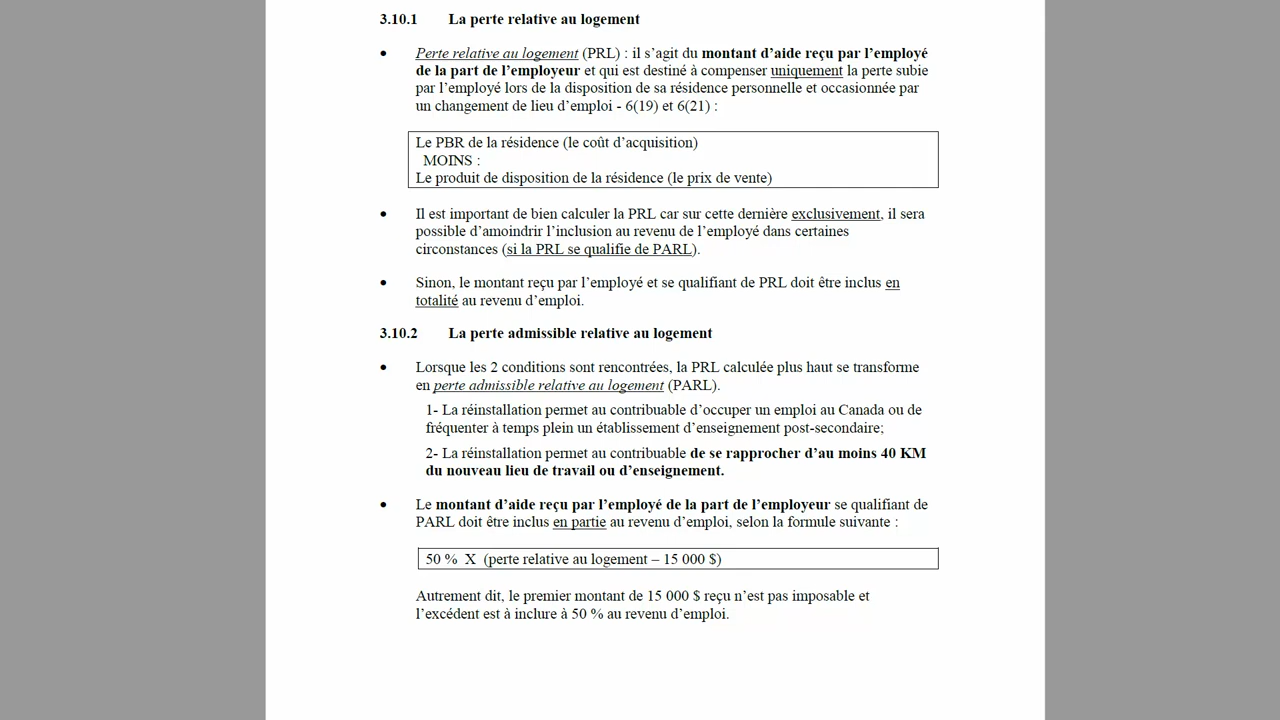 3.10.1 La perte relative au logement
• Perte relative au logement (PRL) : il s’agit du montant d’aide reçu par l’employé
de la part de l’employeur et qui est destiné à compenser uniquement la perte subie
par l’employé lors de la disposition de sa résidence personnelle et occasionnée par
un changement de lieu d’emploi - 6(19) et 6(21) :
Le PBR de la résidence (le coût d’acquisition)
MOINS :
Le produit de disposition de la résidence (le prix de vente)
• Il est important de bien calculer la PRL car sur cette dernière exclusivement, il sera
possible d’amoindrir l’inclusion au revenu de l’employé dans certaines
circonstances (si la PRL se qualifie de PARL).
• Sinon, le montant reçu par l’employé et se qualifiant de PRL doit être inclus en
totalité au revenu d’emploi.
3.10.2 La perte admissible relative au logement
• Lorsque les 2 conditions sont rencontrées, la PRL calculée plus haut se transforme
en perte admissible relative au logement (PARL).
1- La réinstallation permet au contribuable d’occuper un emploi au Canada ou de
fréquenter à temps plein un établissement d’enseignement post-secondaire;
2- La réinstallation permet au contribuable de se rapprocher d’au moins 40 KM
du nouveau lieu de travail ou d’enseignement.
• Le montant d’aide reçu par l’employé de la part de l’employeur se qualifiant de
PARL doit être inclus en partie au revenu d’emploi, selon la formule suivante :
50 % X (perte relative au logement – 15 000 $)
Autrement dit, le premier montant de 15 000 $ reçu n’est pas imposable et
l’excédent est à inclure à 50 % au revenu d’emploi.